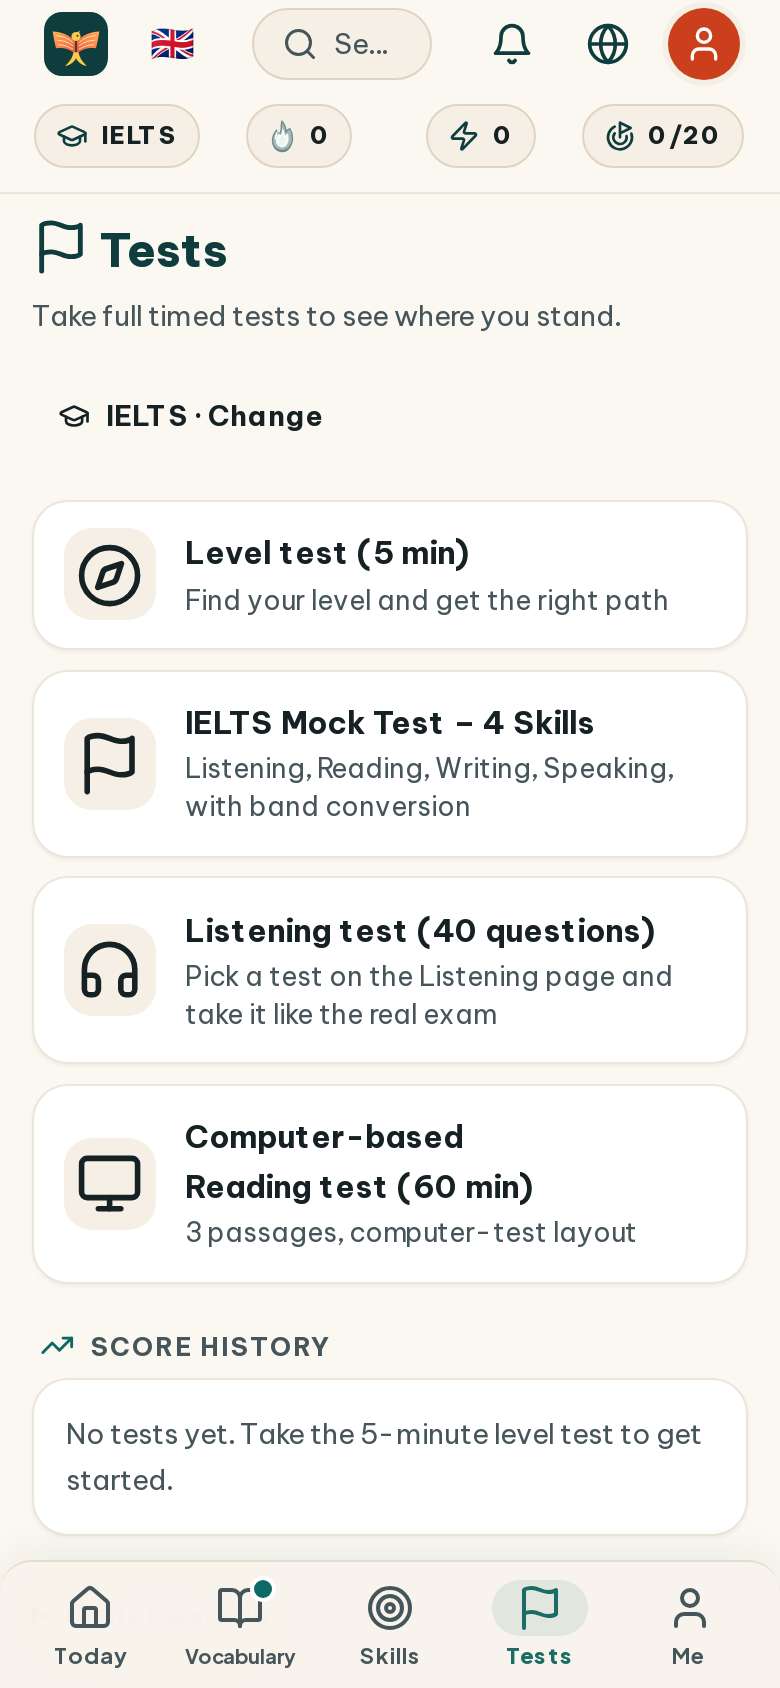 Se...
IELTS
0
0
0/20
Tests
Take full timed tests to see where you stand.
IELTS · Change
Level test (5 min)
Find your level and get the right path
IELTS Mock Test – 4 Skills
Listening, Reading, Writing, Speaking,
with band conversion
Listening test (40 questions)
Pick a test on the Listening page and
take it like the real exam
Computer-based
Reading test (60 min)
3 passages, computer-test layout
SCORE HISTORY
No tests yet. Take the 5-minute level test to get
started.
Today
Vocabulary
Skills
Tests
Me